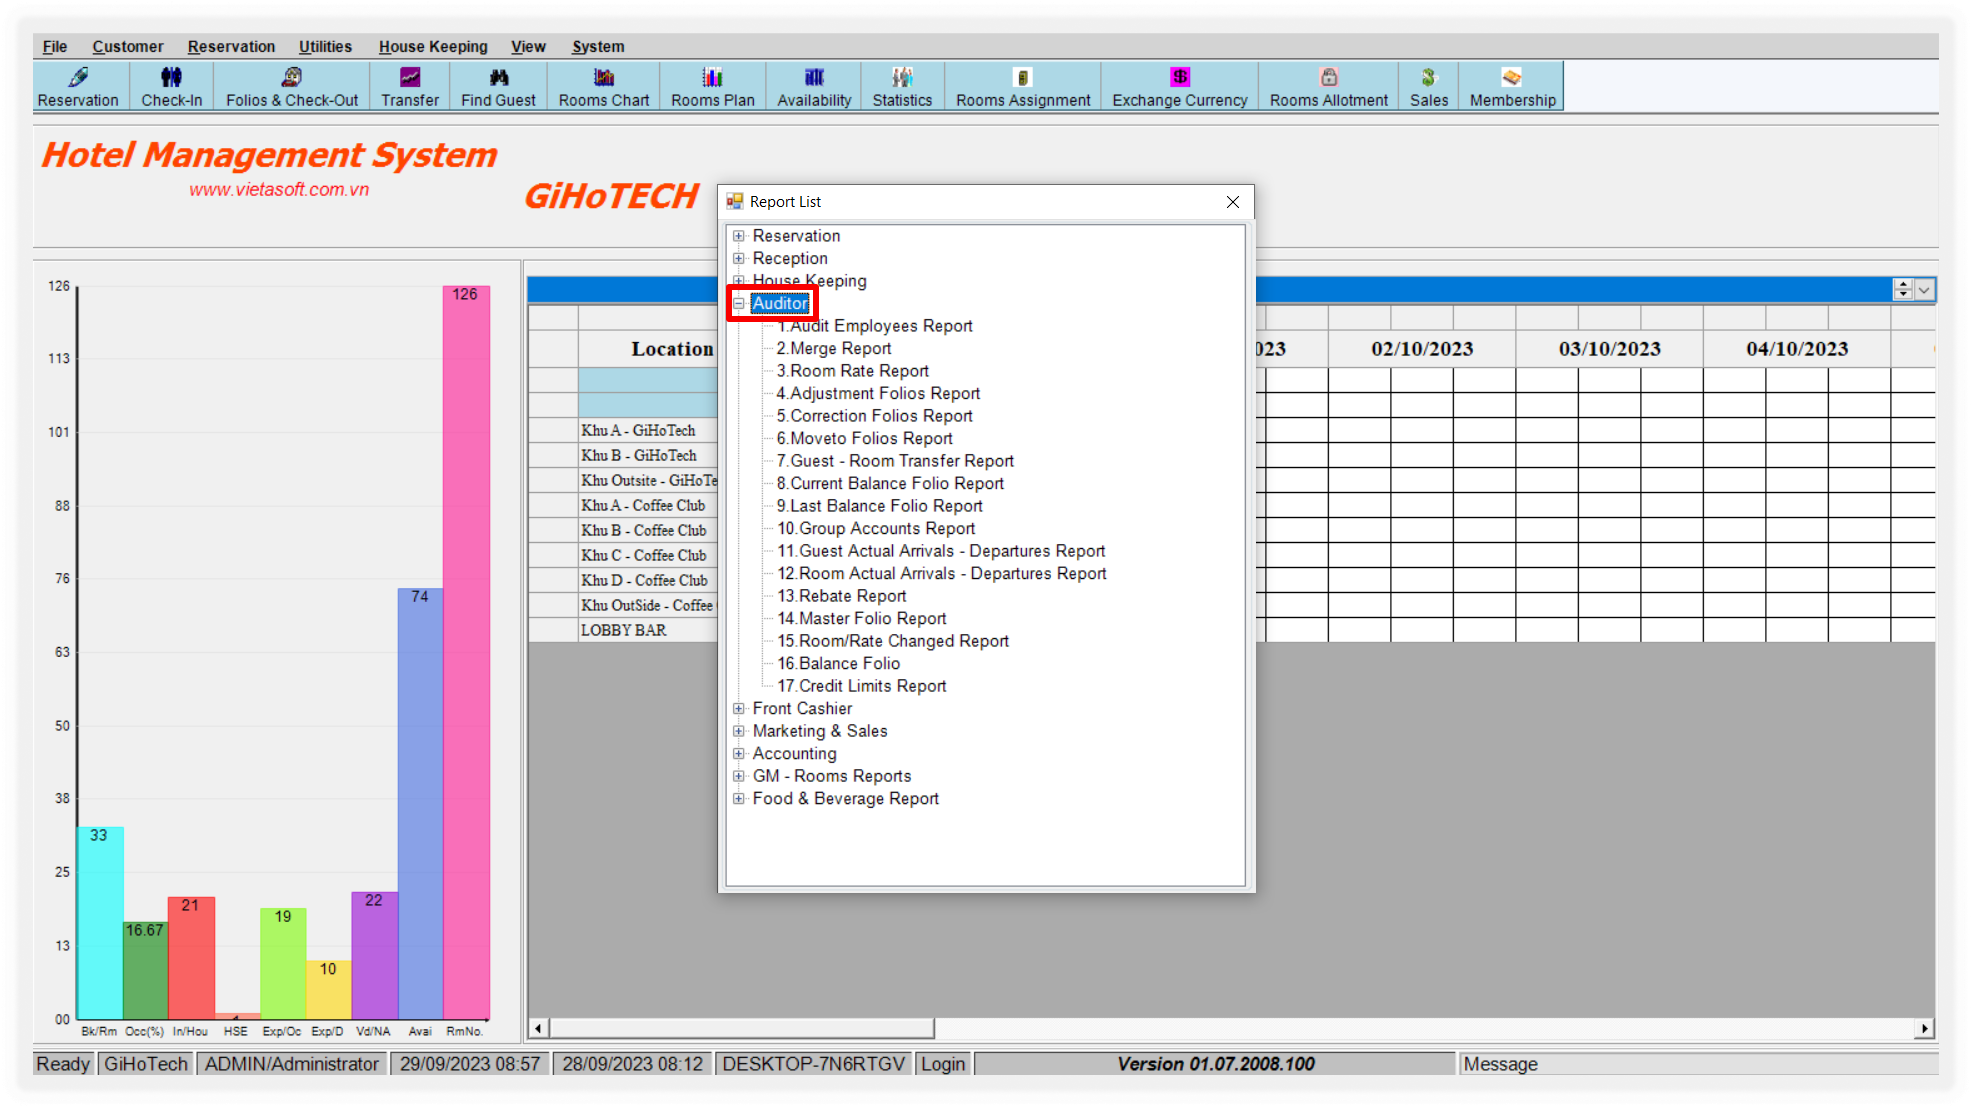 File Customer Reservation Utilities House Keeping View System
Reservation Check-In Folios & Check-Out Transfer Find Guest Rooms Chart Rooms Plan Availability Statistics Rooms Assignment Exchange Currency Rooms Allotment Sales Membership
Hotel Management System
www.vietasoft.com.vn
GiHoTECH
Report List
Reservation
Reception
House Keeping
Auditor
1.Audit Employees Report
2.Merge Report
3.Room Rate Report
4.Adjustment Folios Report
5.Correction Folios Report
6.Moveto Folios Report
7.Guest - Room Transfer Report
8.Current Balance Folio Report
9.Last Balance Folio Report
10.Group Accounts Report
11.Guest Actual Arrivals - Departures Report
12.Room Actual Arrivals - Departures Report
13.Rebate Report
14.Master Folio Report
15.Room/Rate Changed Report
16.Balance Folio
17.Credit Limits Report
Front Cashier
Marketing & Sales
Accounting
GM - Rooms Reports
Food & Beverage Report
126
113
101
88
76
63
50
38
25
13
00
33
16.67
21
19
10
22
74
126
Bk/Rm Occ(%) In/Hou HSE Exp/Oc Exp/D Vd/NA Avai RmNo.
Location 023 02/10/2023 03/10/2023 04/10/2023
Khu A - GiHoTech
Khu B - GiHoTech
Khu Outsite - GiHoTe
Khu A - Coffee Club
Khu B - Coffee Club
Khu C - Coffee Club
Khu D - Coffee Club
Khu OutSide - Coffee
LOBBY BAR
Ready GiHoTech ADMIN/Administrator 29/09/2023 08:57 28/09/2023 08:12 DESKTOP-7N6RTGV Login Version 01.07.2008.100 Message